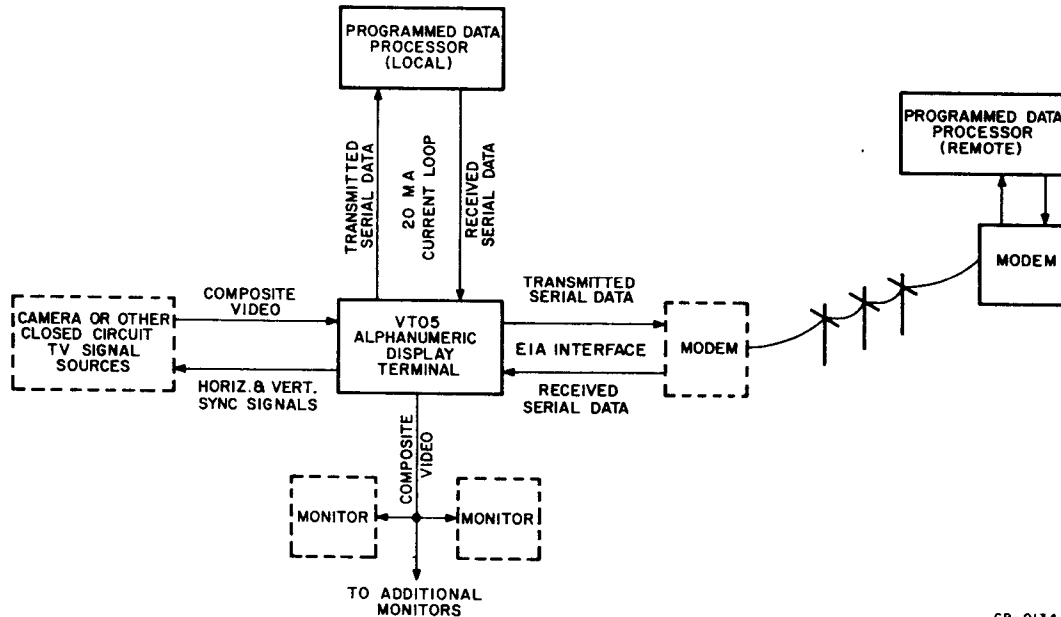 PROGRAMMED DATA
PROCESSOR
(LOCAL)
PROGRAMMED DATA
PROCESSOR
(REMOTE)
TRANSMITTED
SERIAL DATA
20 MA
CURRENT LOOP
RECEIVED
SERIAL DATA
MODEM
COMPOSITE
VIDEO
TRANSMITTED
SERIAL DATA
CAMERA OR OTHER
CLOSED CIRCUIT
TV SIGNAL
SOURCES
VT05
ALPHANUMERIC
DISPLAY
TERMINAL
EIA INTERFACE
MODEM
HORIZ. & VERT.
SYNC SIGNALS
RECEIVED
SERIAL DATA
COMPOSITE
VIDEO
MONITOR
MONITOR
TO ADDITIONAL
MONITORS